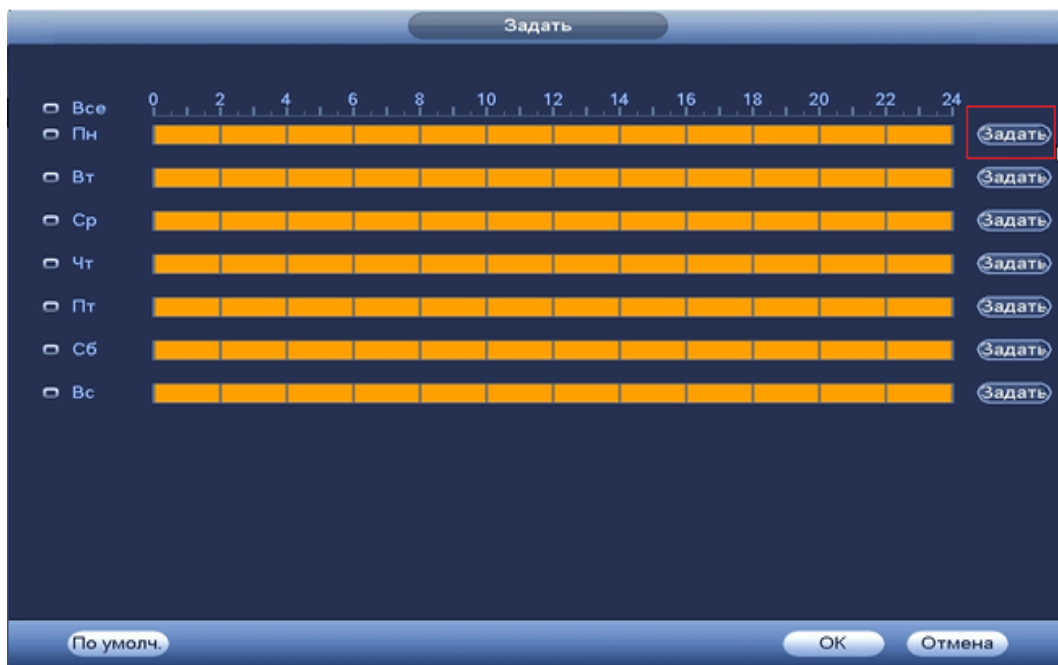 Задать
Все 0 2 4 6 8 10 12 14 16 18 20 22 24
Пн Задать
Вт Задать
Ср Задать
Чт Задать
Пт Задать
Сб Задать
Вс Задать
По умолч. OK Отмена